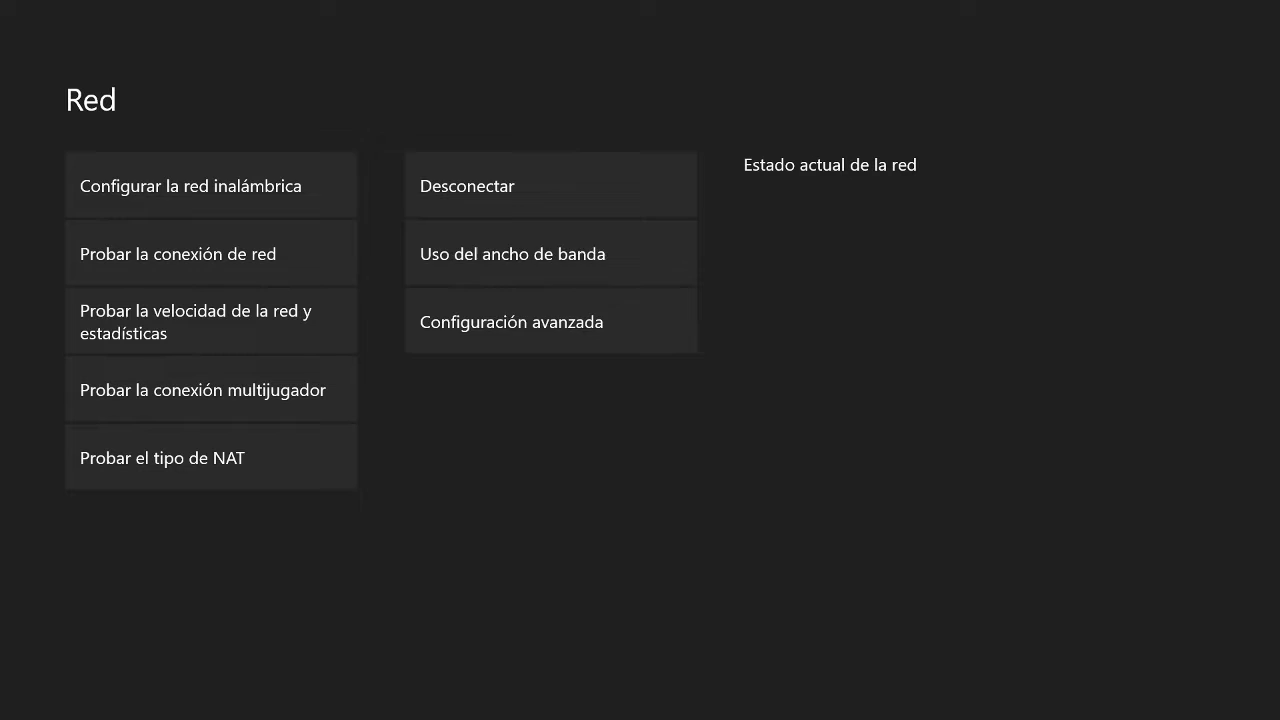 Red
Configurar la red inalámbrica
Probar la conexión de red
Probar la velocidad de la red y
estadísticas
Probar la conexión multijugador
Probar el tipo de NAT
Desconectar
Uso del ancho de banda
Configuración avanzada
Estado actual de la red